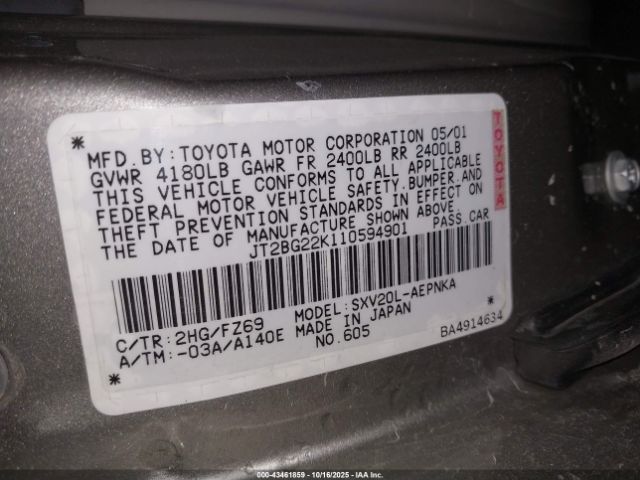 * MFD. BY: TOYOTA MOTOR CORPORATION 05/01
GVWR 4180LB GAWR FR 2400LB RR 2400LB
THIS VEHICLE CONFORMS TO ALL APPLICABLE
FEDERAL MOTOR VEHICLE SAFETY, BUMPER, AND
THEFT PREVENTION STANDARDS IN EFFECT ON
THE DATE OF MANUFACTURE SHOWN ABOVE.
JT2BG22K110594901 PASS. CAR
C/TR: 2HG/FZ69 MODEL: SXV20L-AEPNKA
A/TM: -03A/A140E MADE IN JAPAN
* NO. 605 BA4914634 *
TOYOTA
000-43461859 - 10/16/2025 - IAA Inc.